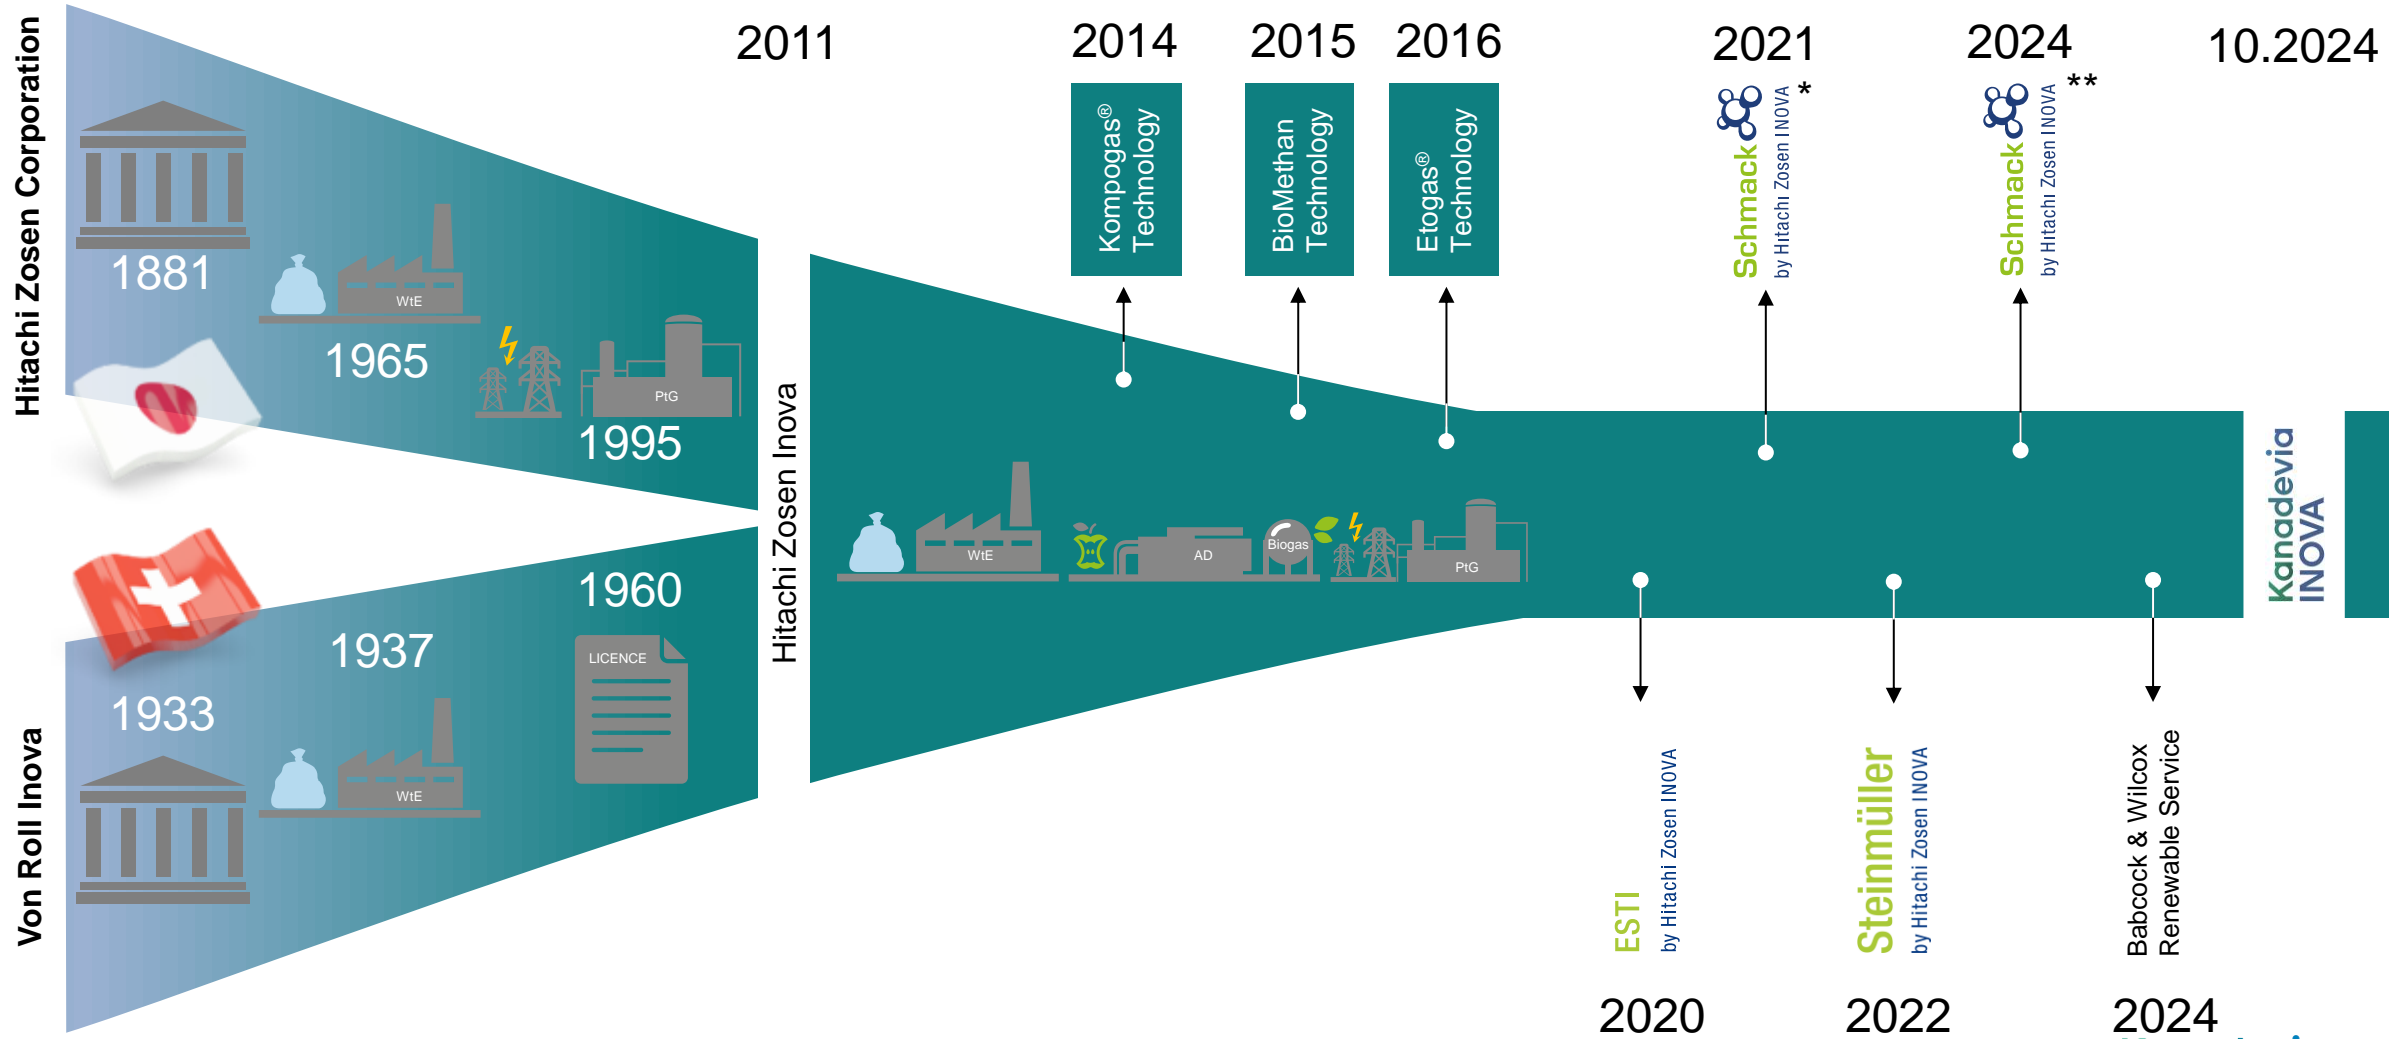 Hitachi Zosen Corporation
1881
WtE
1965
PtG
1995
Von Roll Inova
1933
1937
WtE
1960
LICENCE
2011
Hitachi Zosen Inova
2014
Kompogas®
Technology
2015
BioMethan
Technology
2016
Etogas®
Technology
2021
Schmack
by Hitachi Zosen INOVA
*
2024
Schmack
by Hitachi Zosen INOVA
**
10.2024
Kanadevia
INOVA
WtE
AD
Biogas
PtG
ESTI
by Hitachi Zosen INOVA
2020
Steinmüller
by Hitachi Zosen INOVA
2022
Babcock & Wilcox
Renewable Service
2024